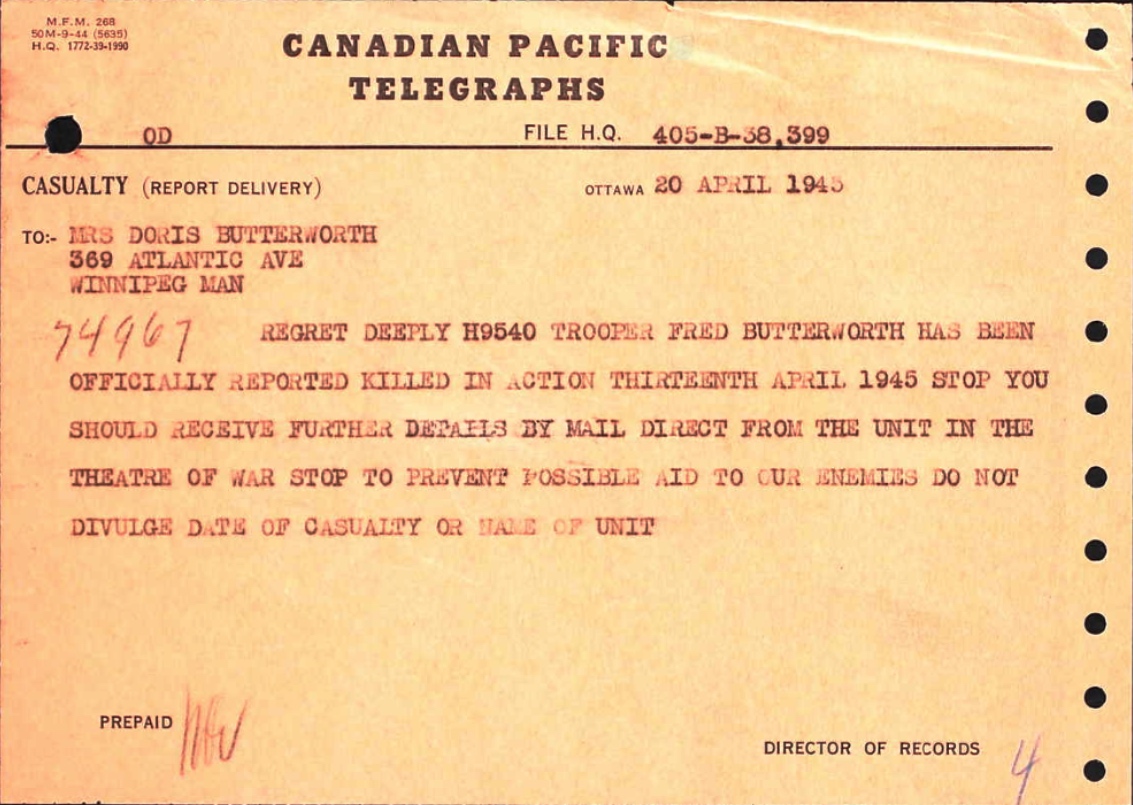 M.F.M. 268
50M-9-44 (5635)
H.Q. 1772-39-1990
CANADIAN PACIFIC
TELEGRAPHS
OD FILE H.Q. 405-B-38,399
CASUALTY (REPORT DELIVERY) OTTAWA 20 APRIL 1945
TO:- MRS DORIS BUTTERWORTH
369 ATLANTIC AVE
WINNIPEG MAN
74967 REGRET DEEPLY H9540 TROOPER FRED BUTTERWORTH HAS BEEN
OFFICIALLY REPORTED KILLED IN ACTION THIRTEENTH APRIL 1945 STOP YOU
SHOULD RECEIVE FURTHER DETAILS BY MAIL DIRECT FROM THE UNIT IN THE
THEATRE OF WAR STOP TO PREVENT POSSIBLE AID TO OUR ENEMIES DO NOT
DIVULGE DATE OF CASUALTY OR NAME OF UNIT
PREPAID
DIRECTOR OF RECORDS 4